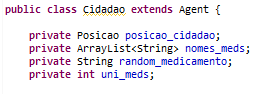 public class Cidadao extends Agent {
private Posicao posicao_cidadao;
private ArrayList<String> nomes_meds;
private String random_medicamento;
private int uni_meds;